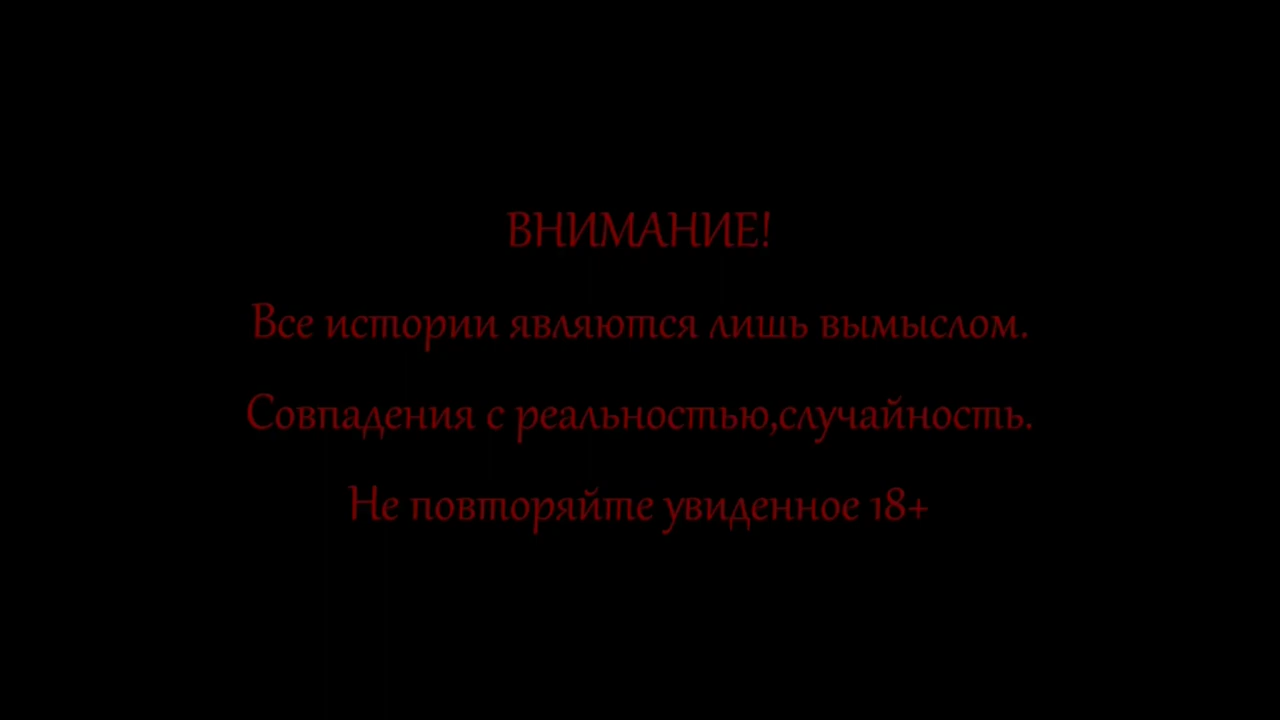 ВНИМАНИЕ!
Все истории являются лишь вымыслом.
Совпадения с реальностью,случайность.
Не повторяйте увиденное 18+